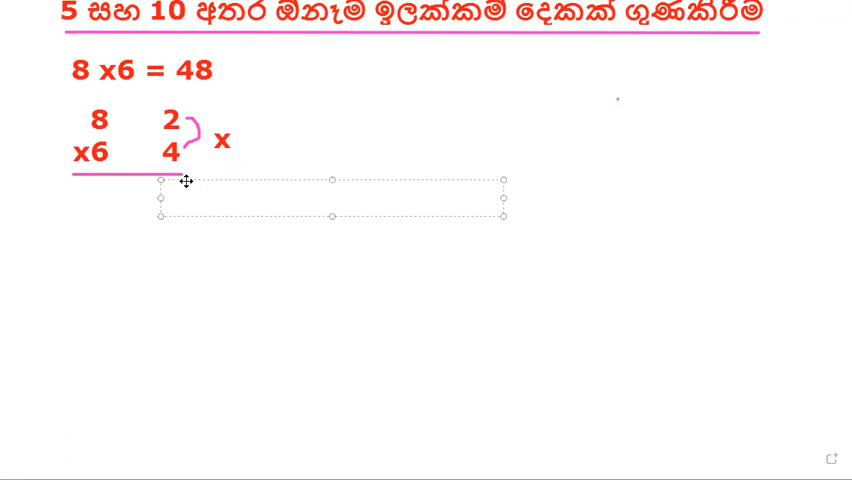 5 සහ 10 අතර ඕනෑම ඉලක්කම් දෙකක් ගුණකිරීම
8 x6 = 48
8 2
x6 4 x